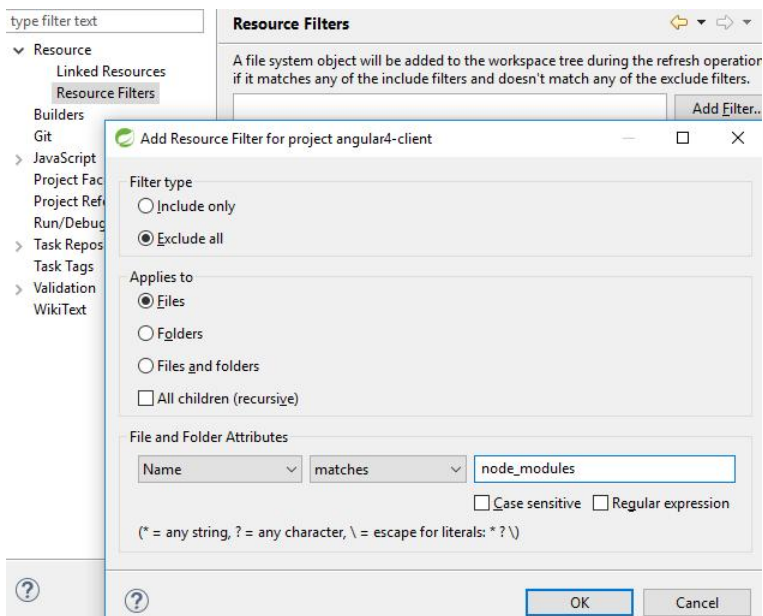 type filter text
Resource
Linked Resources
Resource Filters
Builders
Git
JavaScript
Project Fac
Project Refe
Run/Debug
Task Repos
Task Tags
Validation
WikiText
Resource Filters
A file system object will be added to the workspace tree during the refresh operation
if it matches any of the include filters and doesn't match any of the exclude filters.
Add Filter...
Add Resource Filter for project angular4-client
Filter type
Include only
Exclude all
Applies to
Files
Folders
Files and folders
All children (recursive)
File and Folder Attributes
Name matches node_modules
Case sensitive Regular expression
(* = any string, ? = any character, \ = escape for literals: * ? \)
OK Cancel